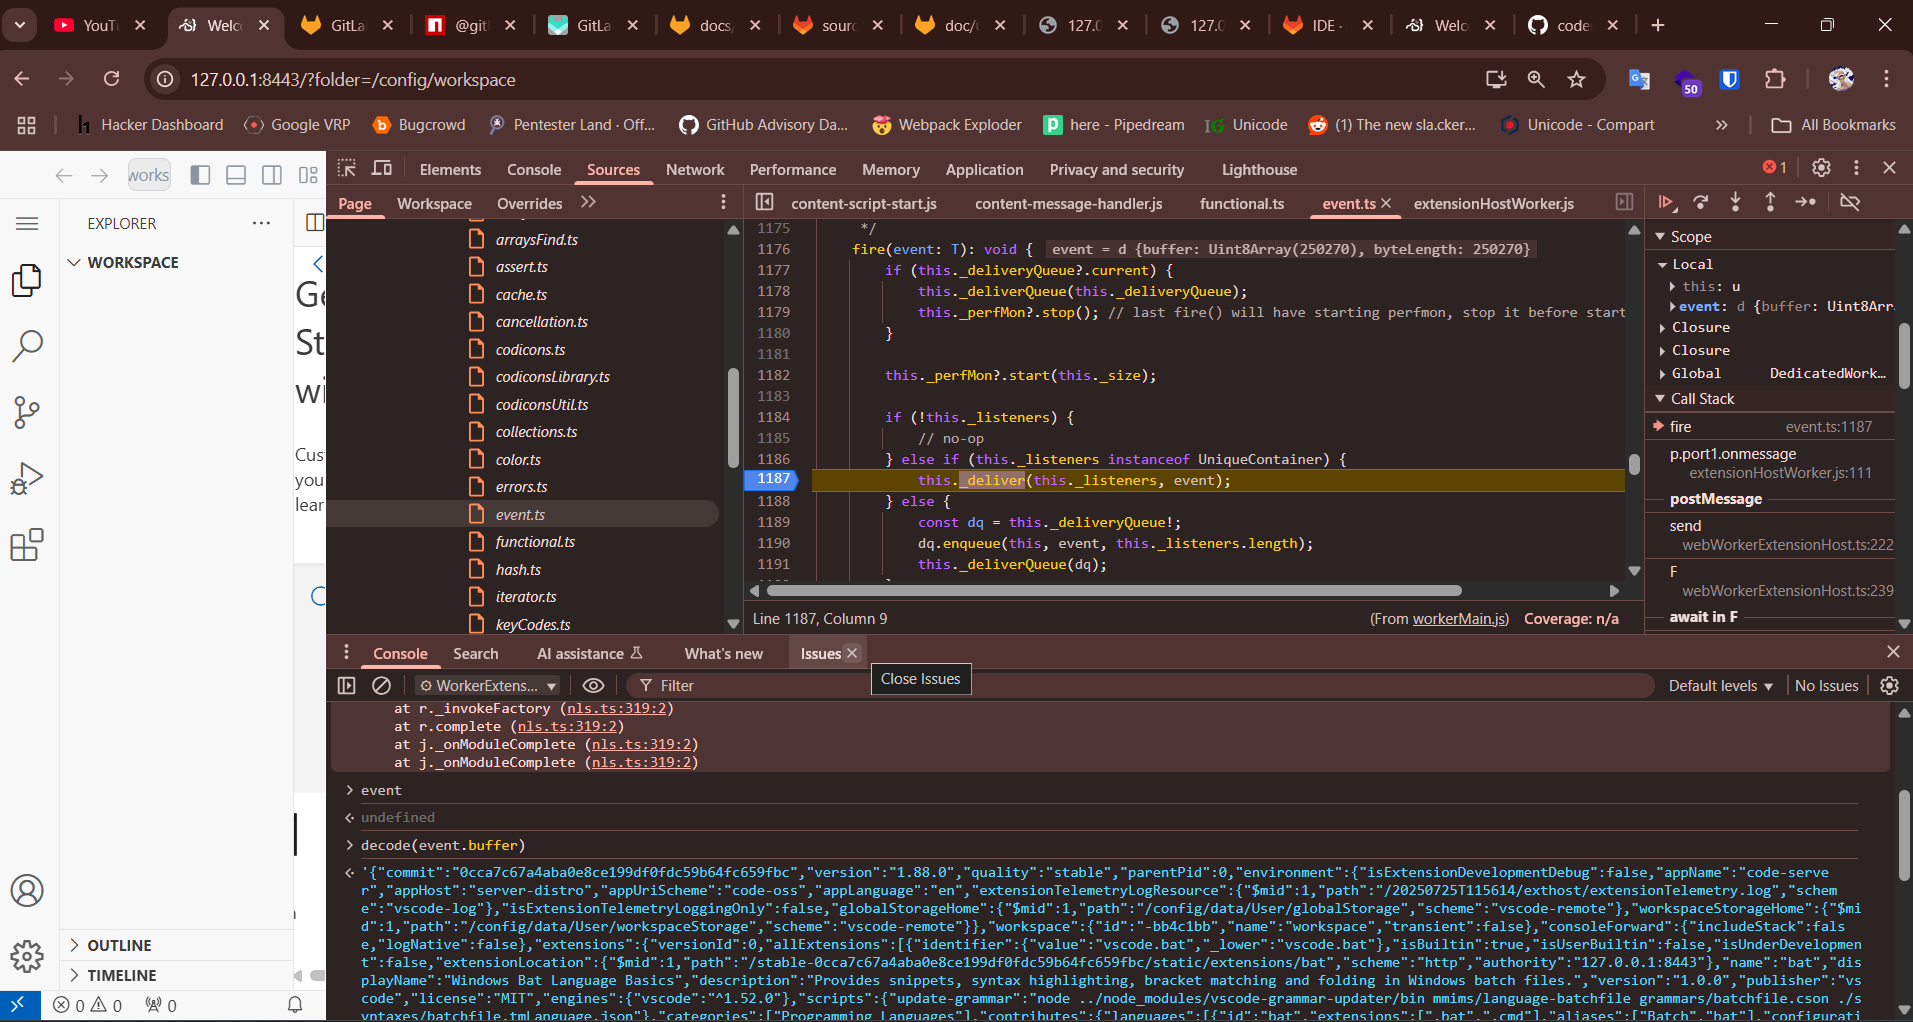 YouTu
Welco
GitLa
@git
GitLa
docs/
sourc
doc/u
127.0
127.0
IDE ·
Welc
code
127.0.0.1:8443/?folder=/config/workspace
50
Hacker Dashboard
Google VRP
Bugcrowd
Pentester Land · Off...
GitHub Advisory Da...
Webpack Exploder
here - Pipedream
Unicode
(1) The new sla.cker...
Unicode - Compart
»
All Bookmarks
works
Elements
Console
Sources
Network
Performance
Memory
Application
Privacy and security
Lighthouse
1
Page
Workspace
Overrides
content-script-start.js
content-message-handler.js
functional.ts
event.ts
extensionHostWorker.js
EXPLORER
WORKSPACE
Ge
St
wi
Cus
you
lear
OUTLINE
TIMELINE
0
0
0
arraysFind.ts
assert.ts
cache.ts
cancellation.ts
codicons.ts
codiconsLibrary.ts
codiconsUtil.ts
collections.ts
color.ts
errors.ts
event.ts
functional.ts
hash.ts
iterator.ts
keyCodes.ts
1175 */
1176 fire(event: T): void { event = d {buffer: Uint8Array(250270), byteLength: 250270}
1177 if (this._deliveryQueue?.current) {
1178 this._deliverQueue(this._deliveryQueue);
1179 this._perfMon?.stop(); // last fire() will have starting perfmon, stop it before start
1180 }
1181
1182 this._perfMon?.start(this._size);
1183
1184 if (!this._listeners) {
1185 // no-op
1186 } else if (this._listeners instanceof UniqueContainer) {
1187 this._deliver(this._listeners, event);
1188 } else {
1189 const dq = this._deliveryQueue!;
1190 dq.enqueue(this, event, this._listeners.length);
1191 this._deliverQueue(dq);
Line 1187, Column 9
(From workerMain.js)
Coverage: n/a
Scope
Local
this: u
event: d {buffer: Uint8Arr
Closure
Closure
Global DedicatedWork...
Call Stack
fire event.ts:1187
p.port1.onmessage
extensionHostWorker.js:111
postMessage
send
webWorkerExtensionHost.ts:222
F
webWorkerExtensionHost.ts:239
await in F
Console
Search
AI assistance
What's new
Issues
Close Issues
WorkerExtens...
Filter
Default levels
No Issues
at r._invokeFactory (nls.ts:319:2)
at r.complete (nls.ts:319:2)
at j._onModuleComplete (nls.ts:319:2)
at j._onModuleComplete (nls.ts:319:2)
event
undefined
decode(event.buffer)
'{"commit":"0cca7c67a4aba0e8ce199df0fdc59b64fc659fbc","version":"1.88.0","quality":"stable","parentPid":0,"environment":{"isExtensionDevelopmentDebug":false,"appName":"code-serve
r","appHost":"server-distro","appUriScheme":"code-oss","appLanguage":"en","extensionTelemetryLogResource":{"$mid":1,"path":"/20250725T115614/exthost/extensionTelemetry.log","schem
e":"vscode-log"},"isExtensionTelemetryLoggingOnly":false,"globalStorageHome":{"$mid":1,"path":"/config/data/User/globalStorage","scheme":"vscode-remote"},"workspaceStorageHome":{"$mi
d":1,"path":"/config/data/User/workspaceStorage","scheme":"vscode-remote"}},"workspace":{"id":"-bb4c1bb","name":"workspace","transient":false},"consoleForward":{"includeStack":fals
e,"logNative":false},"extensions":{"versionId":0,"allExtensions":[{"identifier":{"value":"vscode.bat","_lower":"vscode.bat"},"isBuiltin":true,"isUserBuiltin":false,"isUnderDevelopmen
t":false,"extensionLocation":{"$mid":1,"path":"/stable-0cca7c67a4aba0e8ce199df0fdc59b64fc659fbc/static/extensions/bat","scheme":"http","authority":"127.0.0.1:8443"},"name":"bat","dis
playName":"Windows Bat Language Basics","description":"Provides snippets, syntax highlighting, bracket matching and folding in Windows batch files.","version":"1.0.0","publisher":"vs
code","license":"MIT","engines":{"vscode":"^1.52.0"},"scripts":{"update-grammar":"node ../node_modules/vscode-grammar-updater/bin mmims/language-batchfile grammars/batchfile.cson ./s
yntaxes/batchfile.tmLanguage.json"},"categories":["Programming Languages"],"contributes":{"languages":[{"id":"bat","extensions":[".bat",".cmd"],"aliases":["Batch","bat"],"configurati